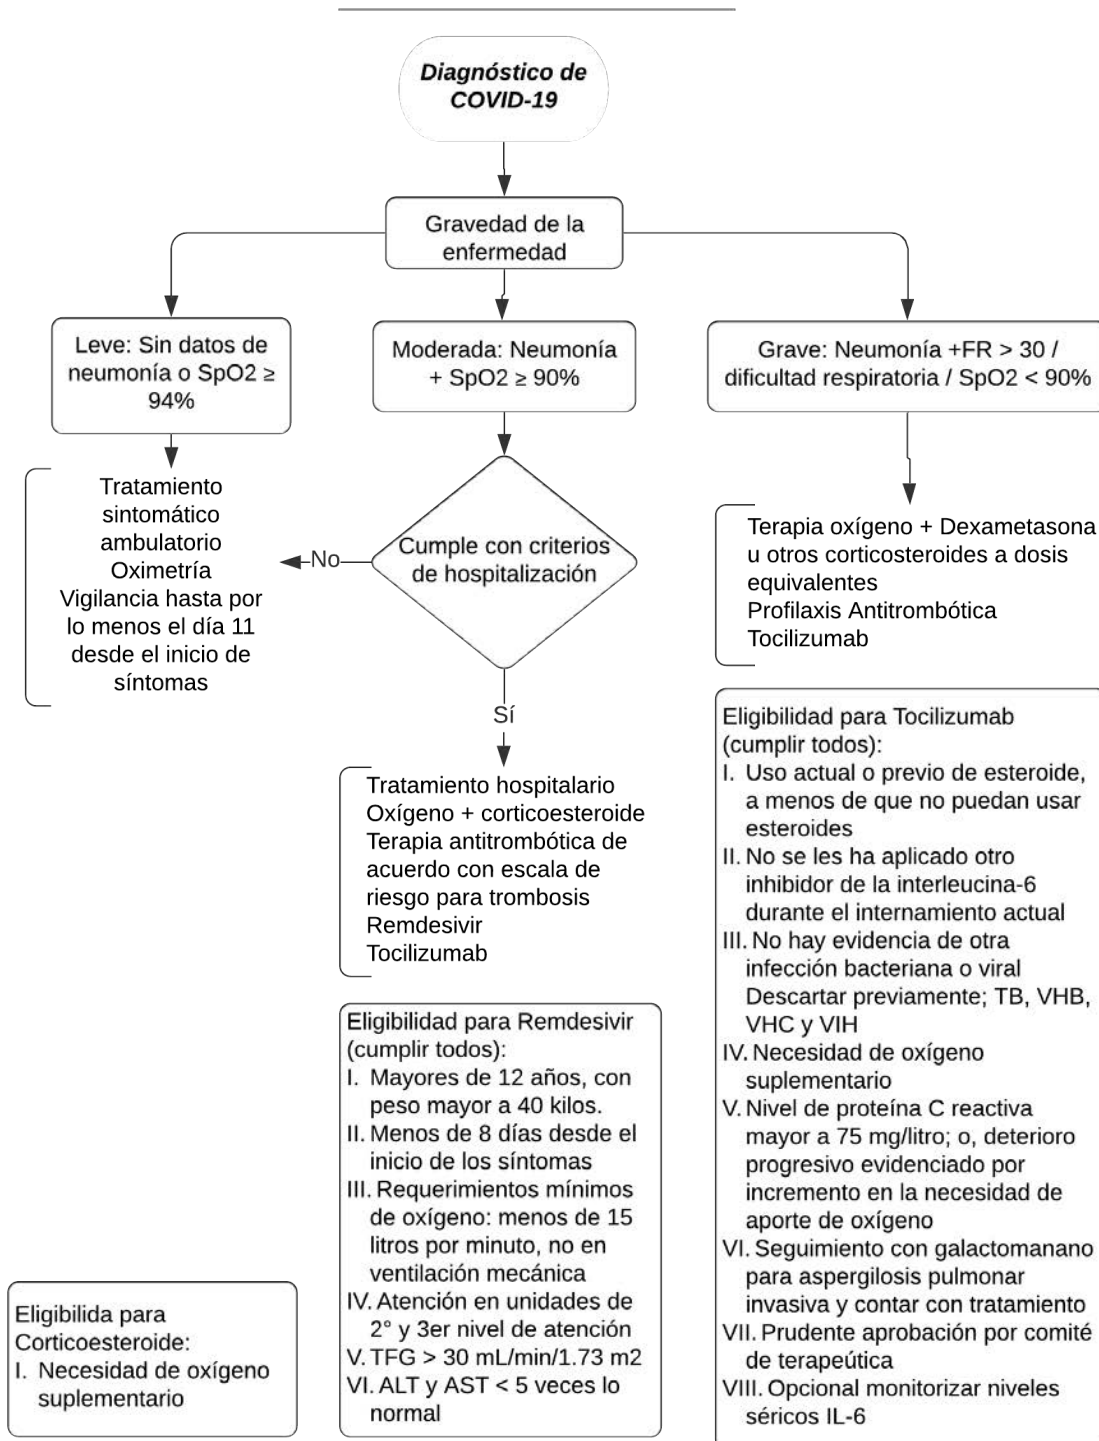 Diagnóstico de
COVID-19
Gravedad de la
enfermedad
Leve: Sin datos de
neumonía o SpO2 ≥
94%
Moderada: Neumonía
+ SpO2 ≥ 90%
Grave: Neumonía +FR > 30 /
dificultad respiratoria / SpO2 < 90%
Tratamiento
sintomático
ambulatorio
Oximetría
Vigilancia hasta por
lo menos el día 11
desde el inicio de
síntomas
No
Cumple con criterios
de hospitalización
Sí
Terapia oxígeno + Dexametasona
u otros corticosteroides a dosis
equivalentes
Profilaxis Antitrombótica
Tocilizumab
Tratamiento hospitalario
Oxígeno + corticoesteroide
Terapia antitrombótica de
acuerdo con escala de
riesgo para trombosis
Remdesivir
Tocilizumab
Eligibilida para
Corticoesteroide:
I. Necesidad de oxígeno
suplementario
Eligibilidad para Remdesivir
(cumplir todos):
I. Mayores de 12 años, con
peso mayor a 40 kilos.
II. Menos de 8 días desde el
inicio de los síntomas
III. Requerimientos mínimos
de oxígeno: menos de 15
litros por minuto, no en
ventilación mecánica
IV. Atención en unidades de
2° y 3er nivel de atención
V. TFG > 30 mL/min/1.73 m2
VI. ALT y AST < 5 veces lo
normal
Eligibilidad para Tocilizumab
(cumplir todos):
I. Uso actual o previo de esteroide,
a menos de que no puedan usar
esteroides
II. No se les ha aplicado otro
inhibidor de la interleucina-6
durante el internamiento actual
III. No hay evidencia de otra
infección bacteriana o viral
Descartar previamente; TB, VHB,
VHC y VIH
IV. Necesidad de oxígeno
suplementario
V. Nivel de proteína C reactiva
mayor a 75 mg/litro; o, deterioro
progresivo evidenciado por
incremento en la necesidad de
aporte de oxígeno
VI. Seguimiento con galactomanano
para aspergilosis pulmonar
invasiva y contar con tratamiento
VII. Prudente aprobación por comité
de terapeútica
VIII. Opcional monitorizar niveles
séricos IL-6